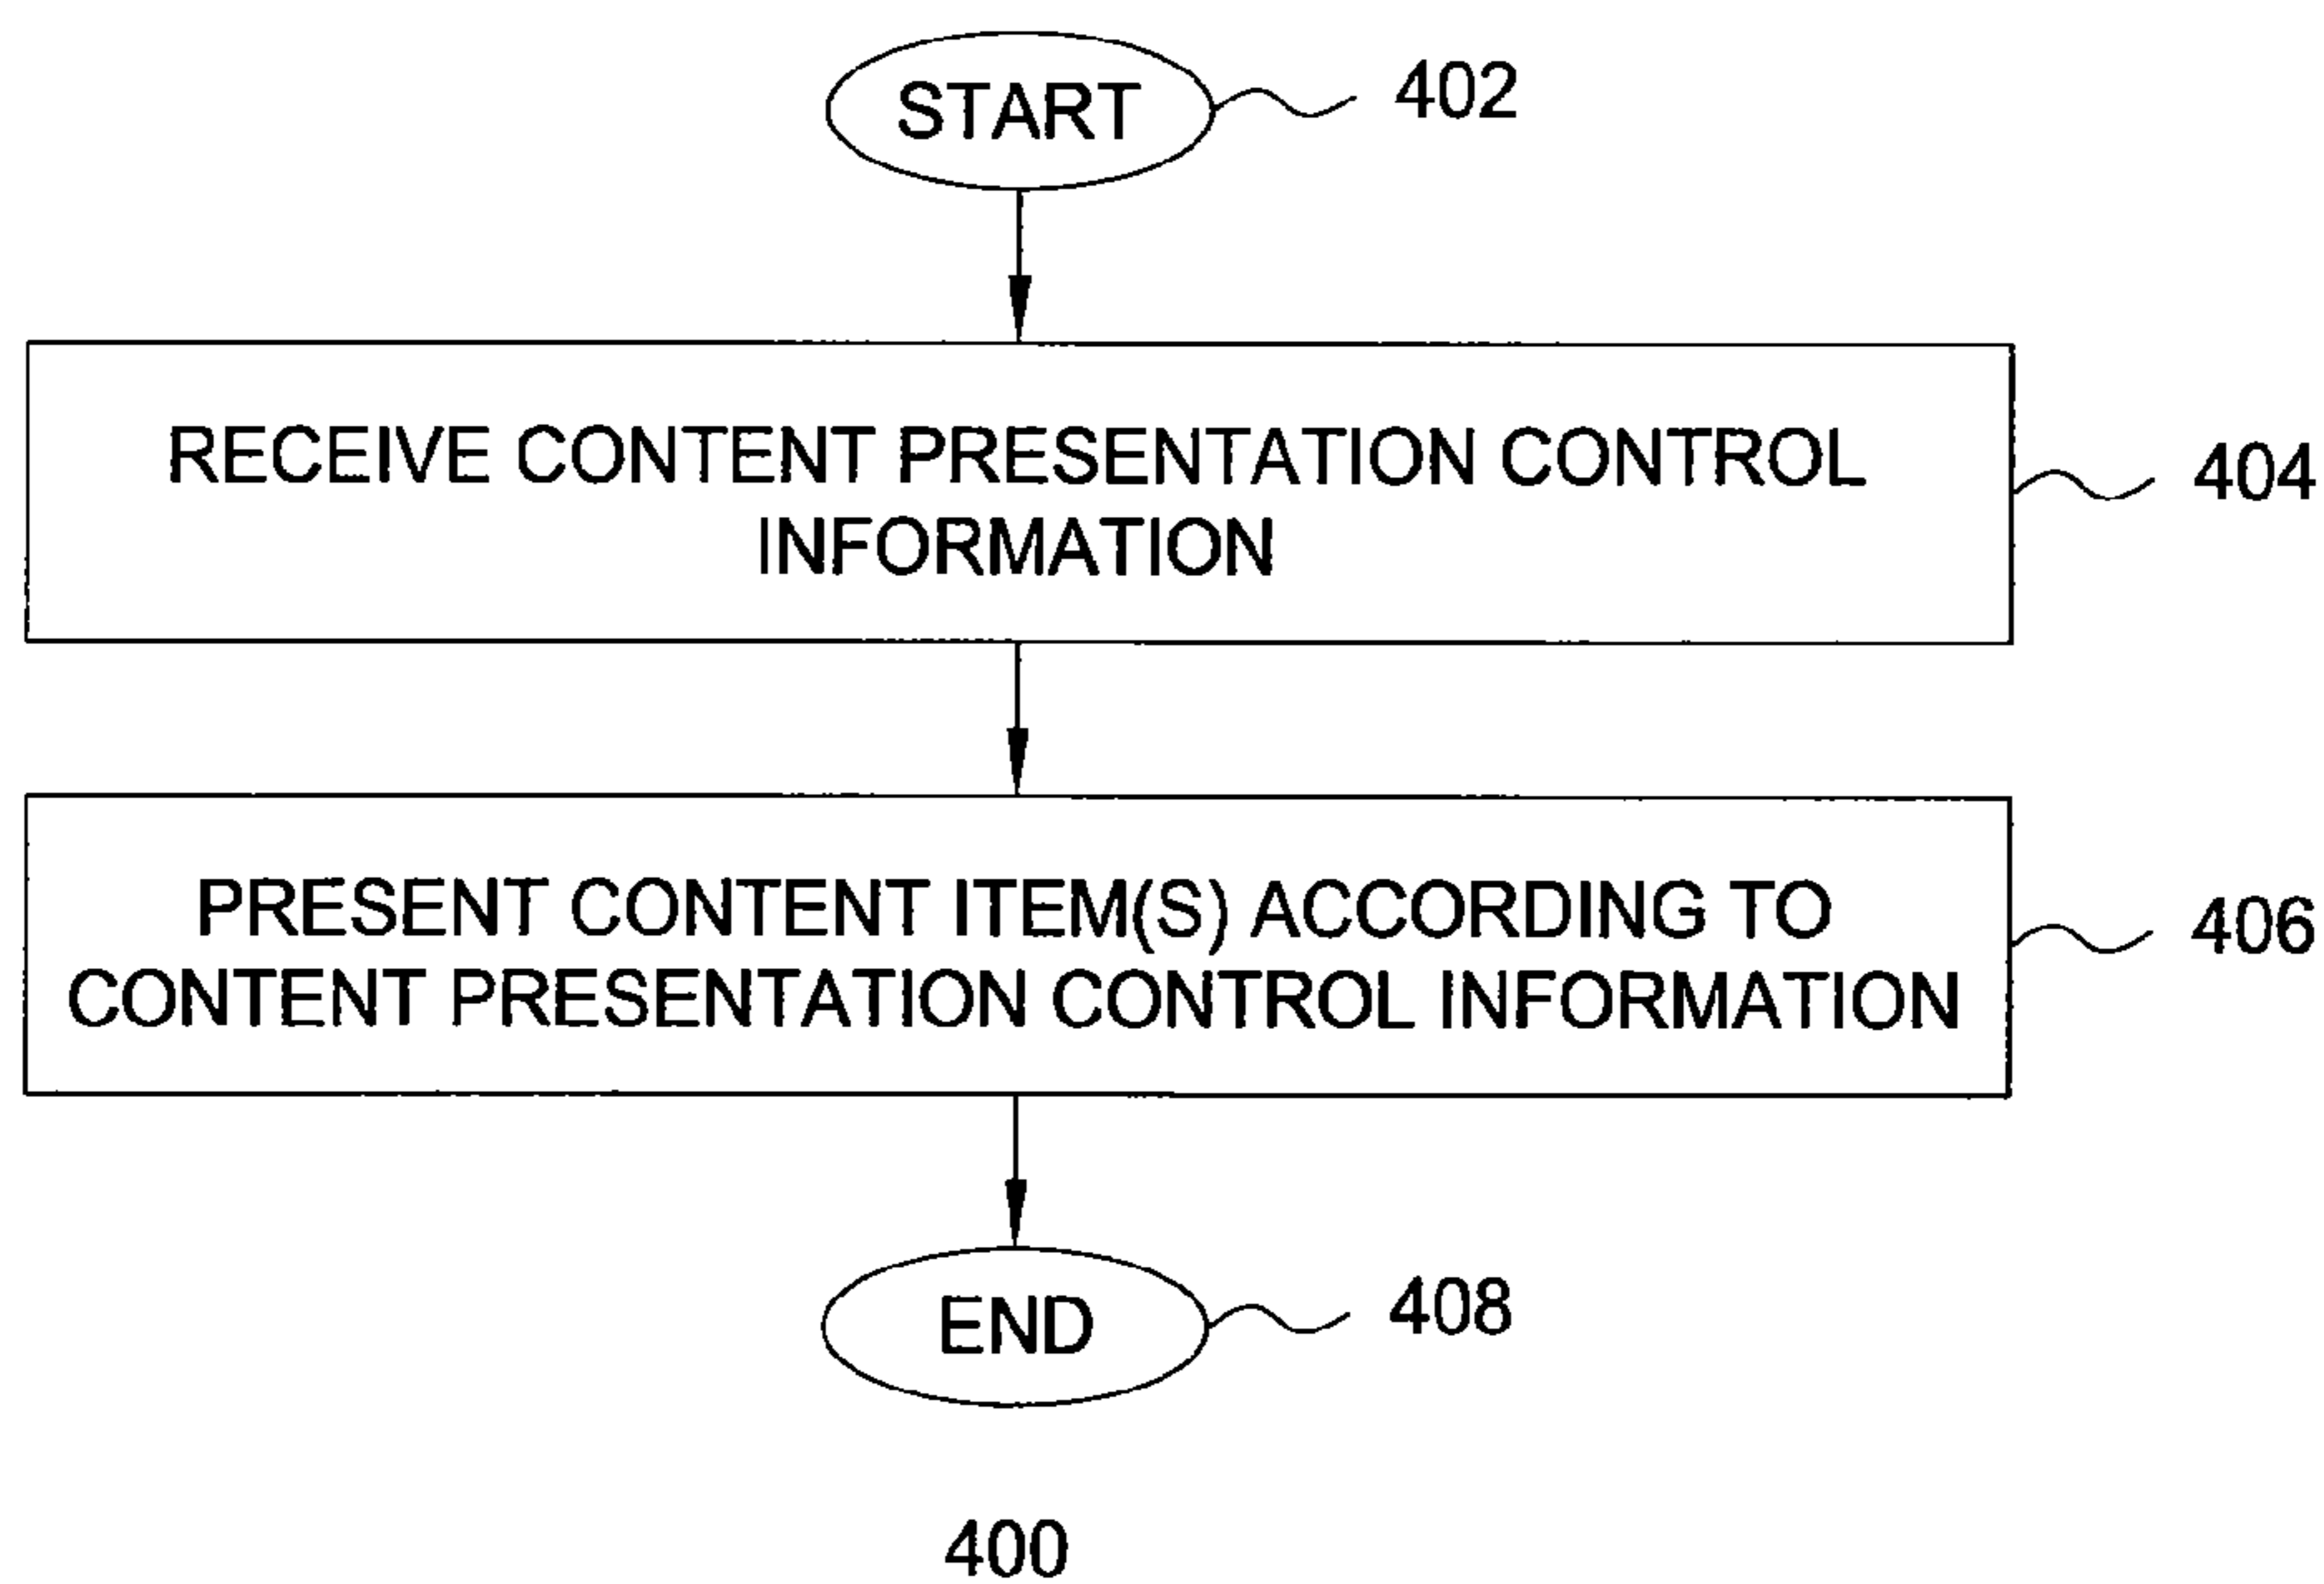 START
402
RECEIVE CONTENT PRESENTATION CONTROL
INFORMATION
404
PRESENT CONTENT ITEM(S) ACCORDING TO
CONTENT PRESENTATION CONTROL INFORMATION
406
END
408
400